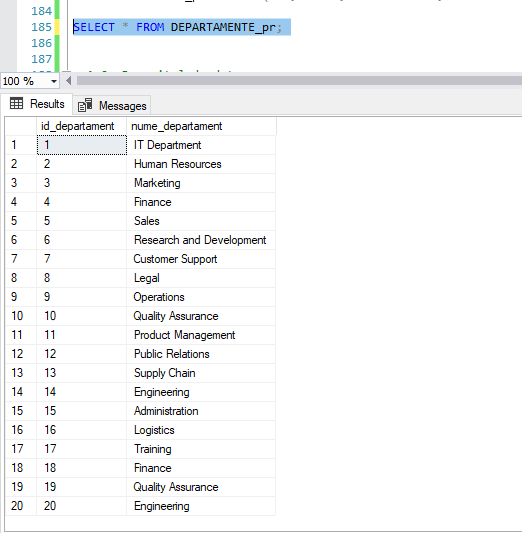 184
185 SELECT * FROM DEPARTAMENTE_pr;
186
187
100 %
Results Messages
id_departament nume_departament
1 1 IT Department
2 2 Human Resources
3 3 Marketing
4 4 Finance
5 5 Sales
6 6 Research and Development
7 7 Customer Support
8 8 Legal
9 9 Operations
10 10 Quality Assurance
11 11 Product Management
12 12 Public Relations
13 13 Supply Chain
14 14 Engineering
15 15 Administration
16 16 Logistics
17 17 Training
18 18 Finance
19 19 Quality Assurance
20 20 Engineering